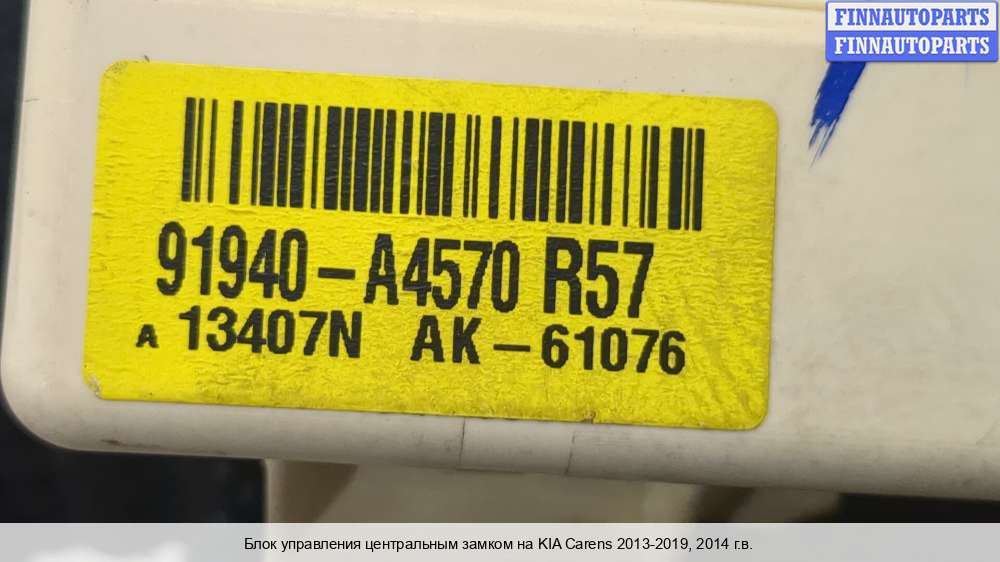 FINNAUTOPARTS
FINNAUTOPARTS
91940-A4570 R57
A 13407N AK-61076
Блок управления центральным замком на KIA Carens 2013-2019, 2014 г.в.